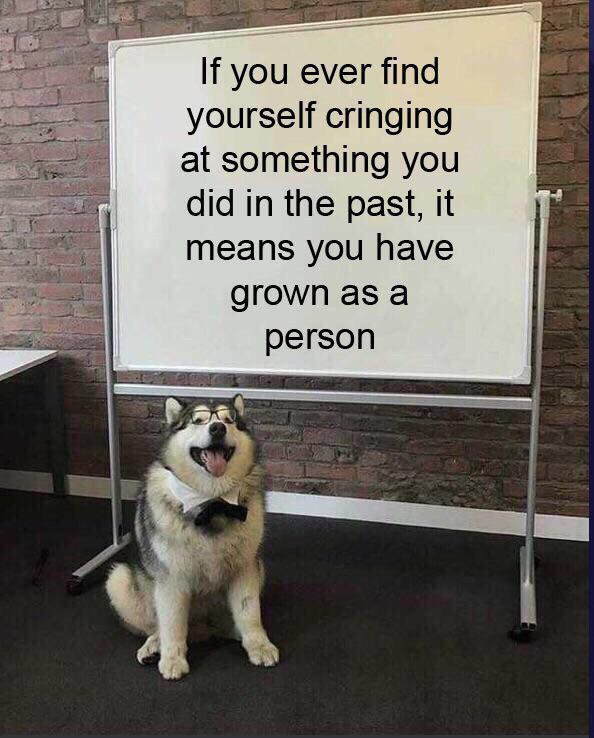 If you ever find
yourself cringing
at something you
did in the past, it
means you have
grown as a
person